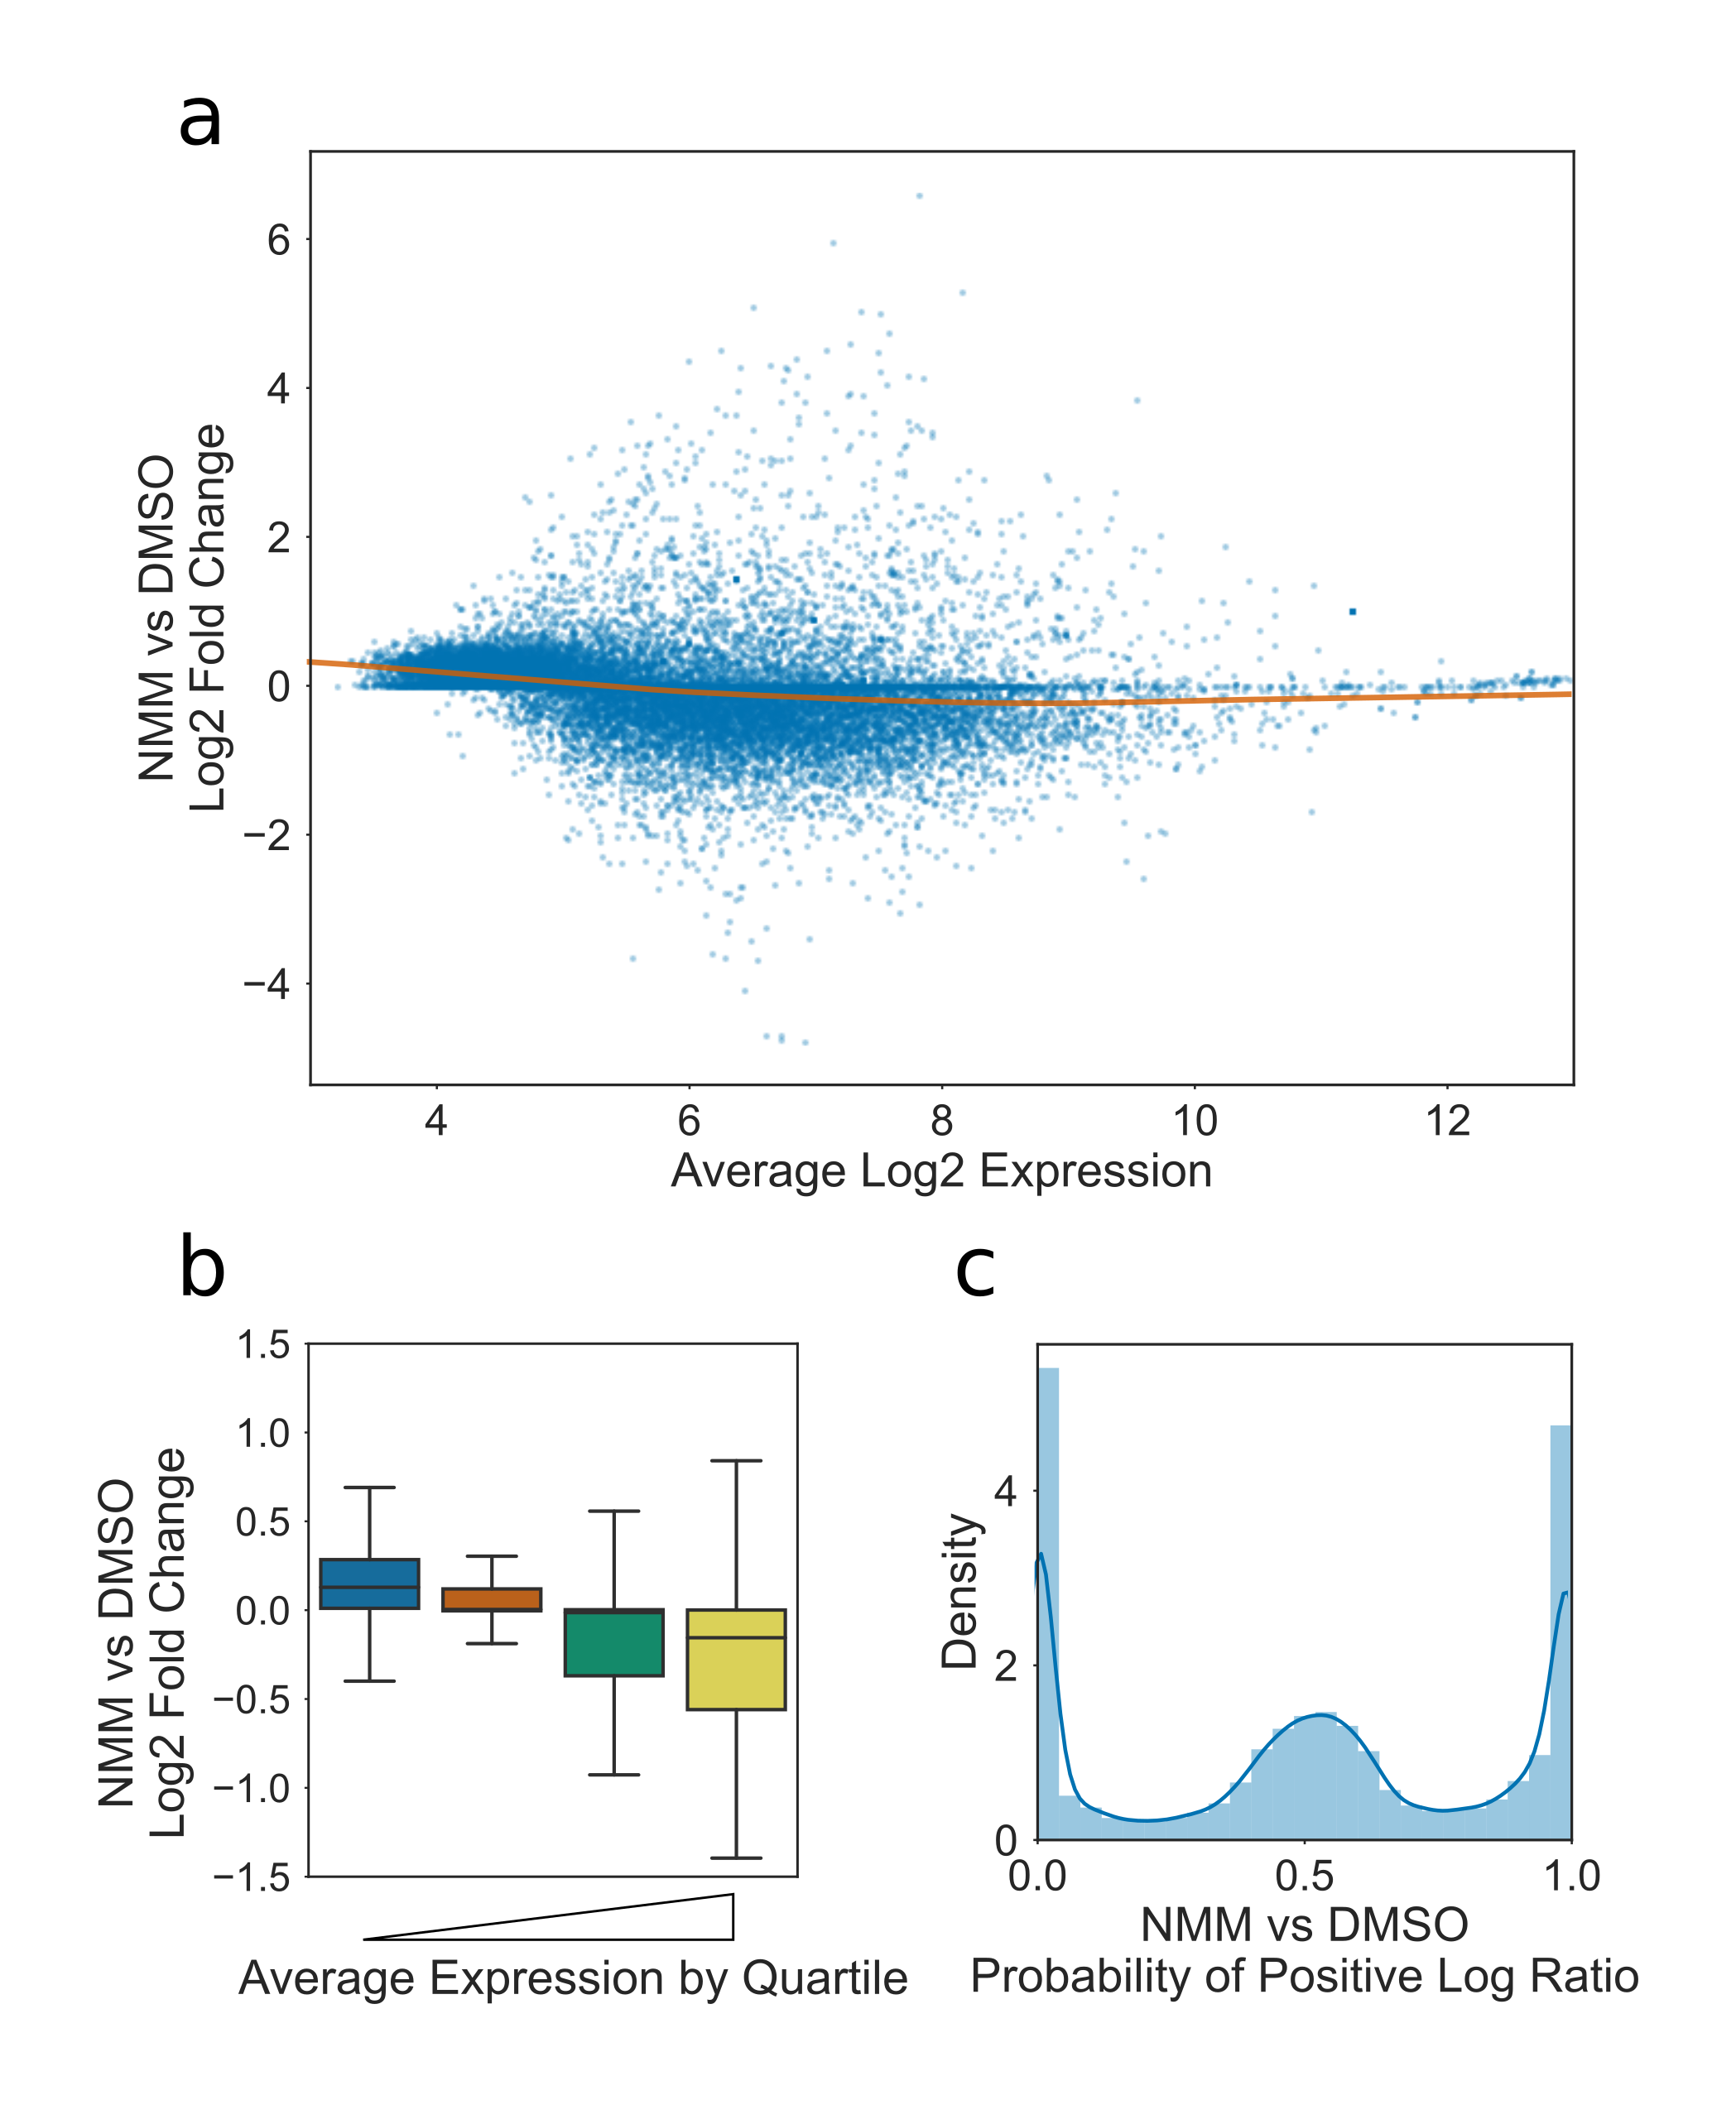 a
6
4
2
0
−2
−4
NMM vs DMSO
Log2 Fold Change
4 6 8 10 12
Average Log2 Expression
b
1.5
1.0
0.5
0.0
−0.5
−1.0
−1.5
NMM vs DMSO
Log2 Fold Change
Average Expression by Quartile
c
4
2
0
Density
0.0 0.5 1.0
NMM vs DMSO
Probability of Positive Log Ratio